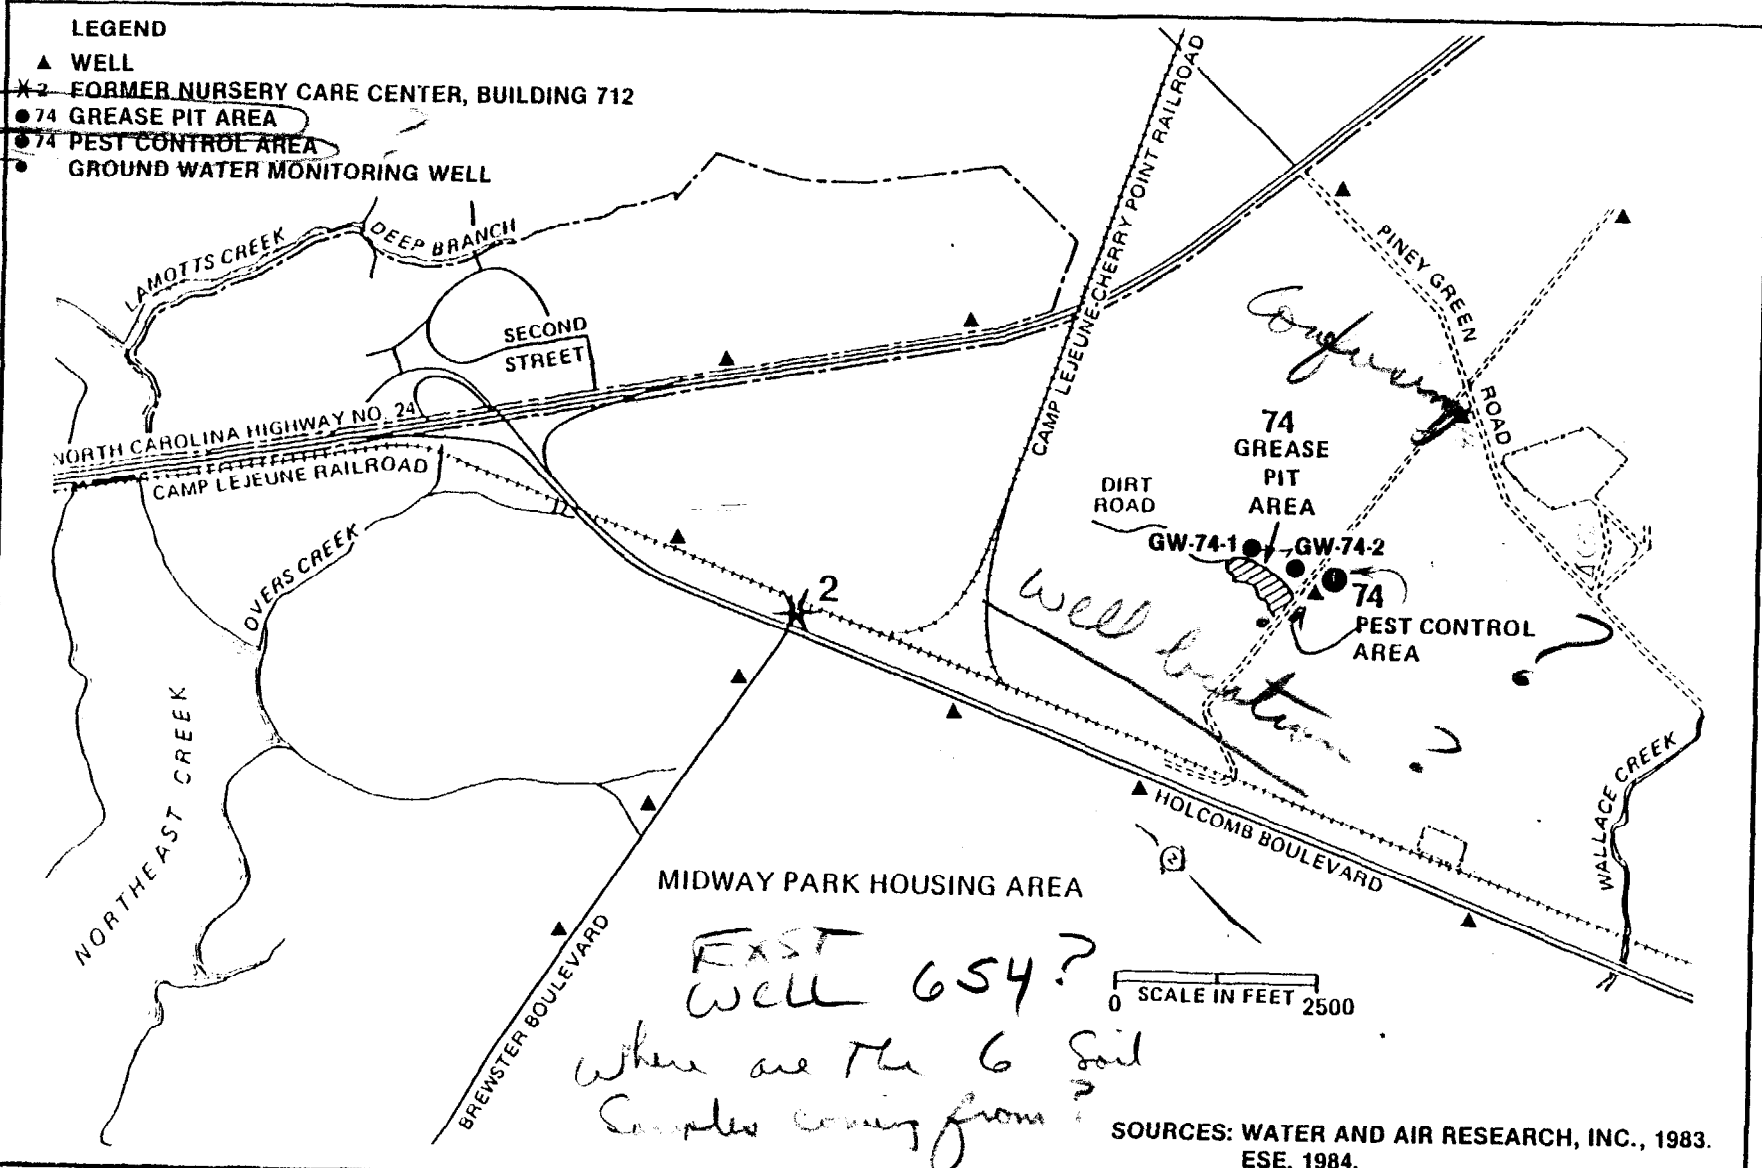 LEGEND
▲ WELL
2 FORMER NURSERY CARE CENTER, BUILDING 712
● 74 GREASE PIT AREA
● 74 PEST CONTROL AREA
● GROUND WATER MONITORING WELL
CAMP LEJEUNE-CHERRY POINT RAILROAD
LAMOTTS CREEK
DEEP BRANCH
PINEY GREEN
ROAD
SECOND
STREET
Confusing
NORTH CAROLINA HIGHWAY NO. 24
CAMP LEJEUNE RAILROAD
74
GREASE
PIT
AREA
DIRT
ROAD
GW-74-1
GW-74-2
OVERS CREEK
2
74
PEST CONTROL
AREA
?
Well location ?
NORTHEAST CREEK
WALLACE CREEK
HOLCOMB BOULEVARD
2
MIDWAY PARK HOUSING AREA
BREWSTER BOULEVARD
EXST
WELL 654?
0 SCALE IN FEET 2500
Where are the 6 Soil
Samples coming from?
SOURCES: WATER AND AIR RESEARCH, INC., 1983.
ESE, 1984.